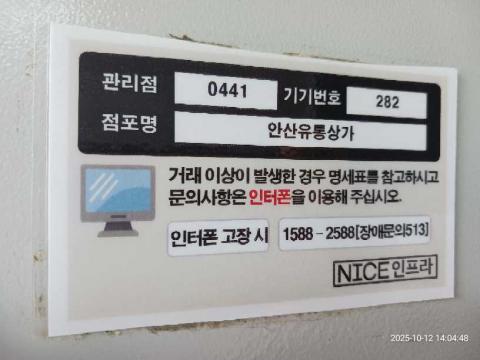 관리점 0441 기기번호 282
점포명 안산유통상가
거래 이상이 발생한 경우 명세표를 참고하시고
문의사항은 인터폰을 이용해 주십시오.
인터폰 고장 시 1588-2588[장애문의513]
NICE인프라
2025-10-12 14:04:48